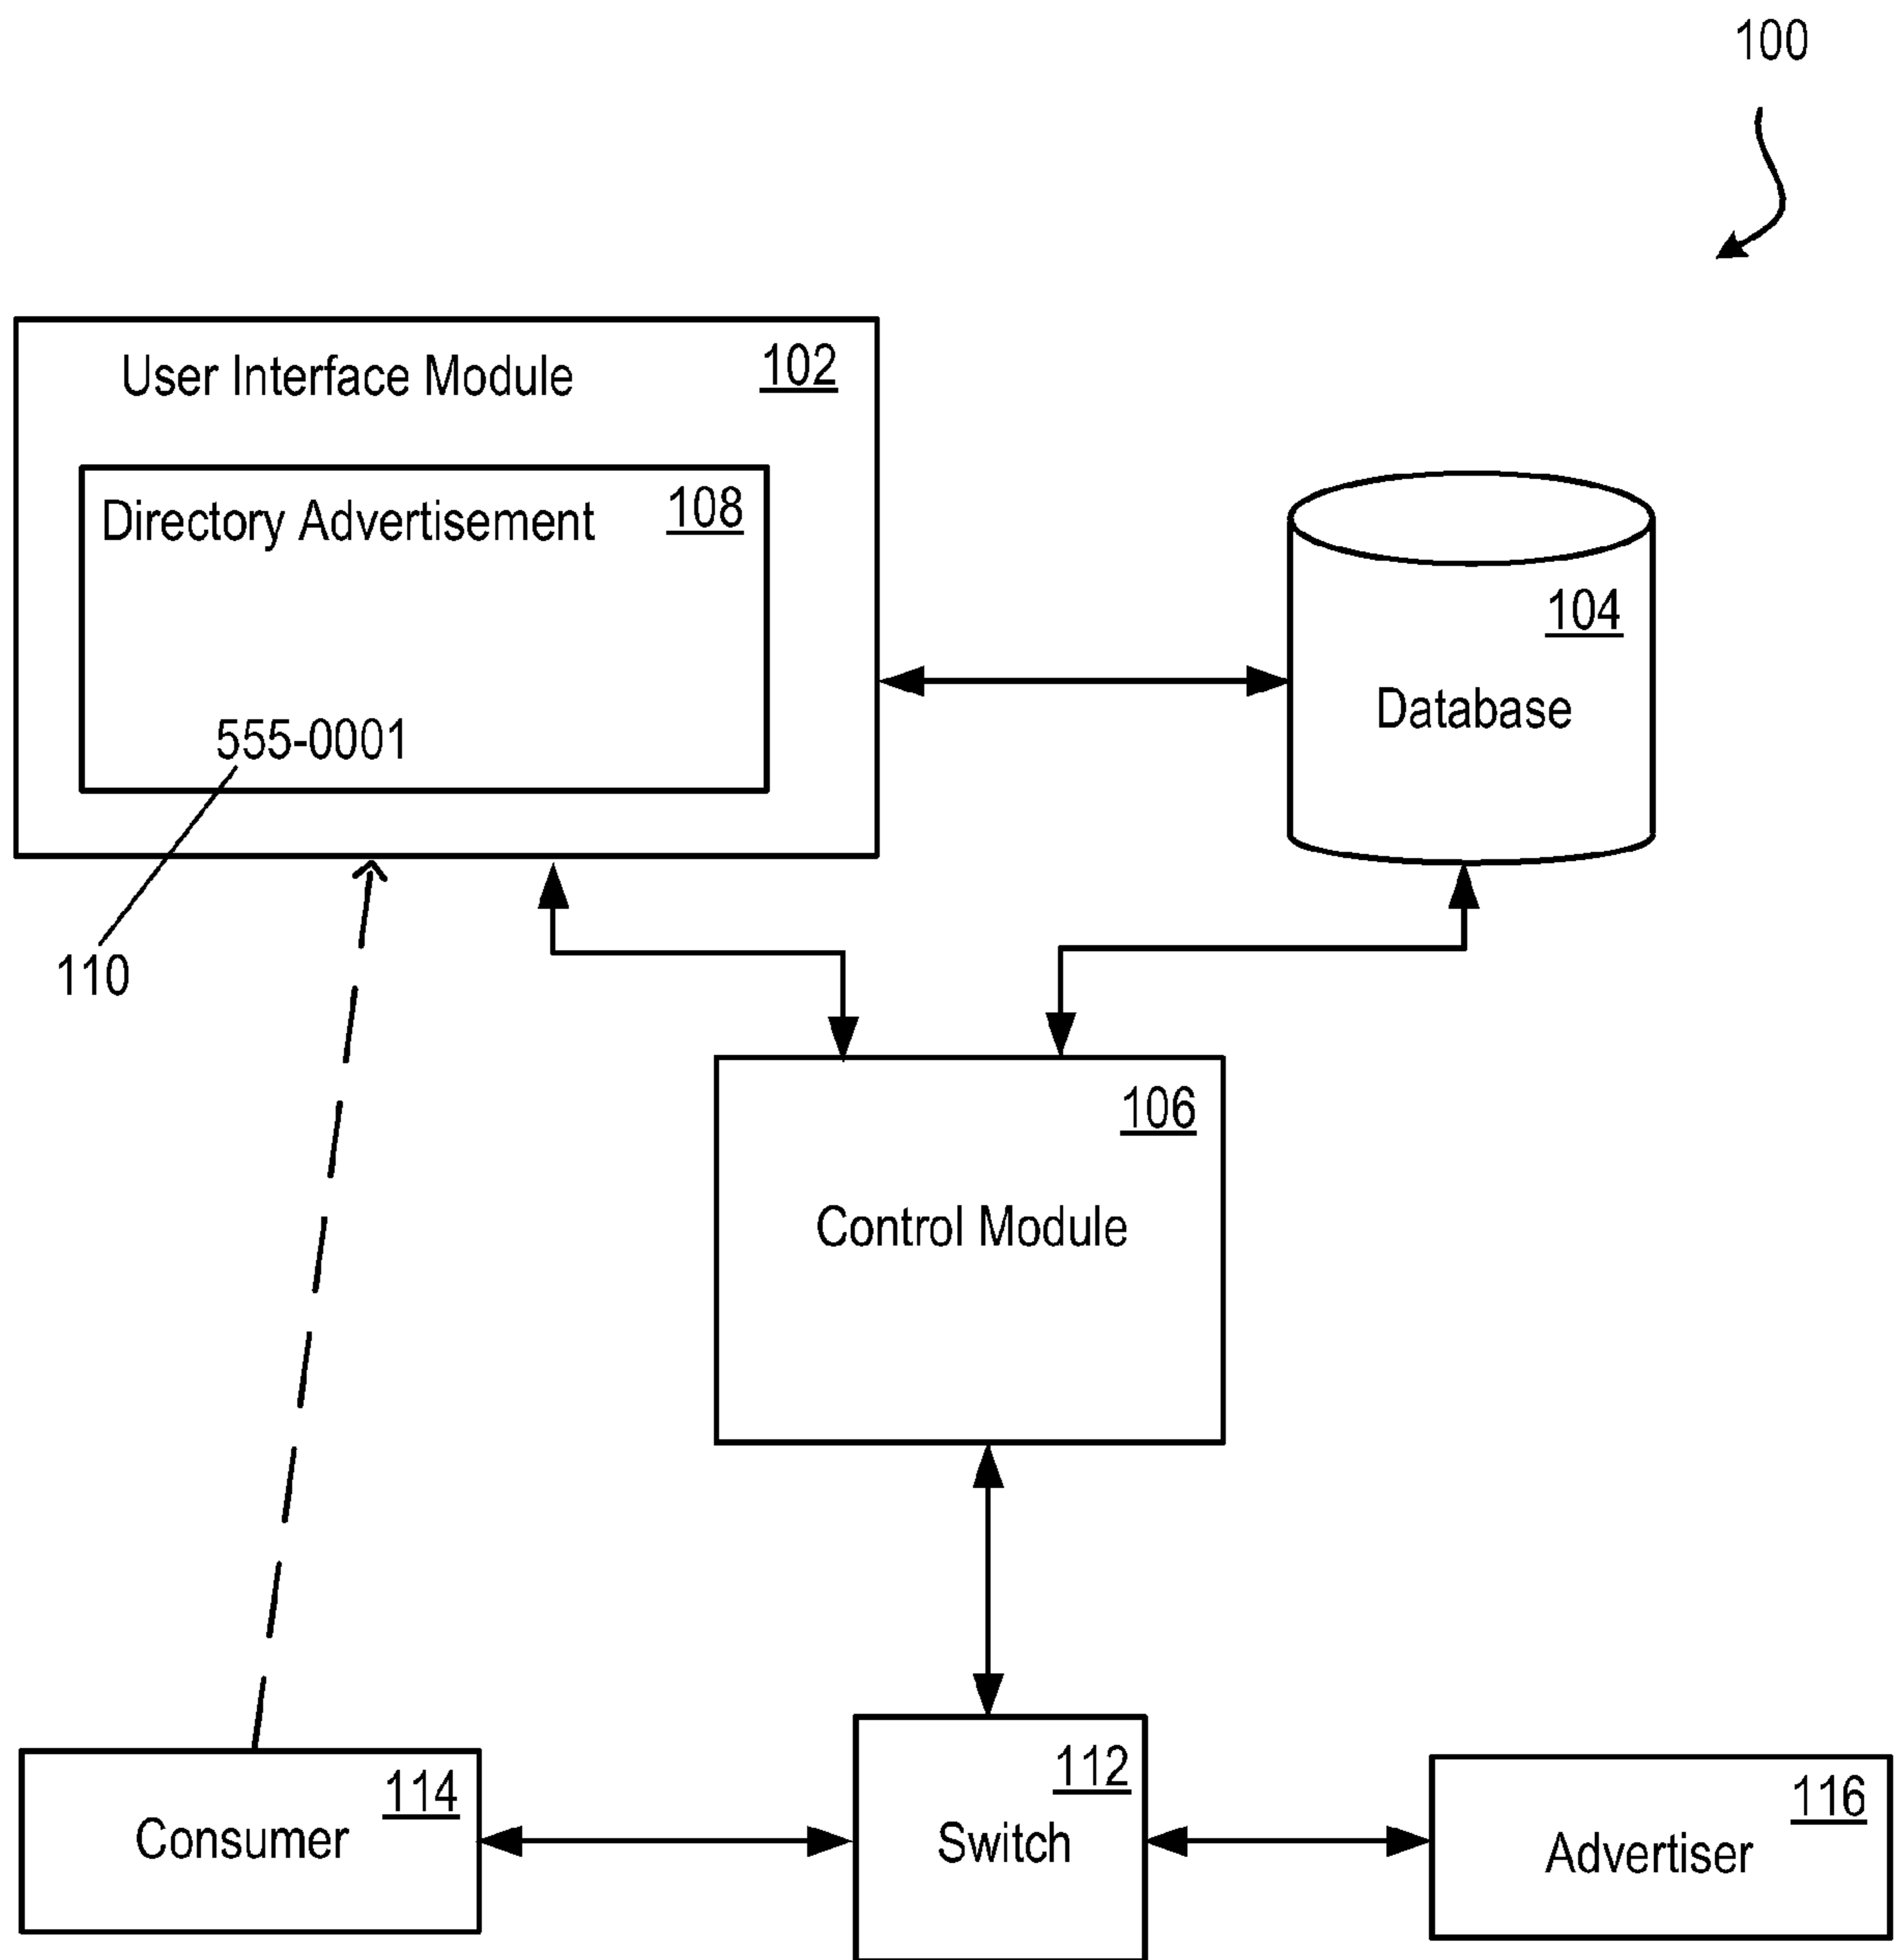 100
User Interface Module 102
Directory Advertisement 108
555-0001
110
104
Database
106
Control Module
114
Consumer
112
Switch
116
Advertiser